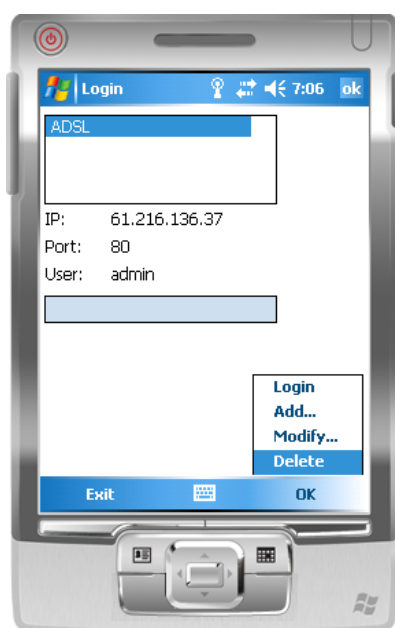 Login 7:06 ok
ADSL
IP: 61.216.136.37
Port: 80
User: admin
Login
Add...
Modify...
Delete
Exit OK